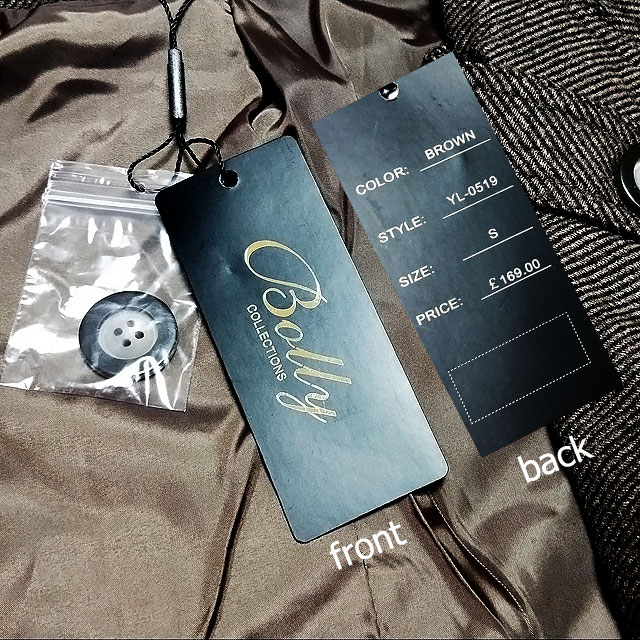 Bolly
COLLECTIONS
front
COLOR: BROWN
STYLE: YL-0519
SIZE: S
PRICE: £169.00
back